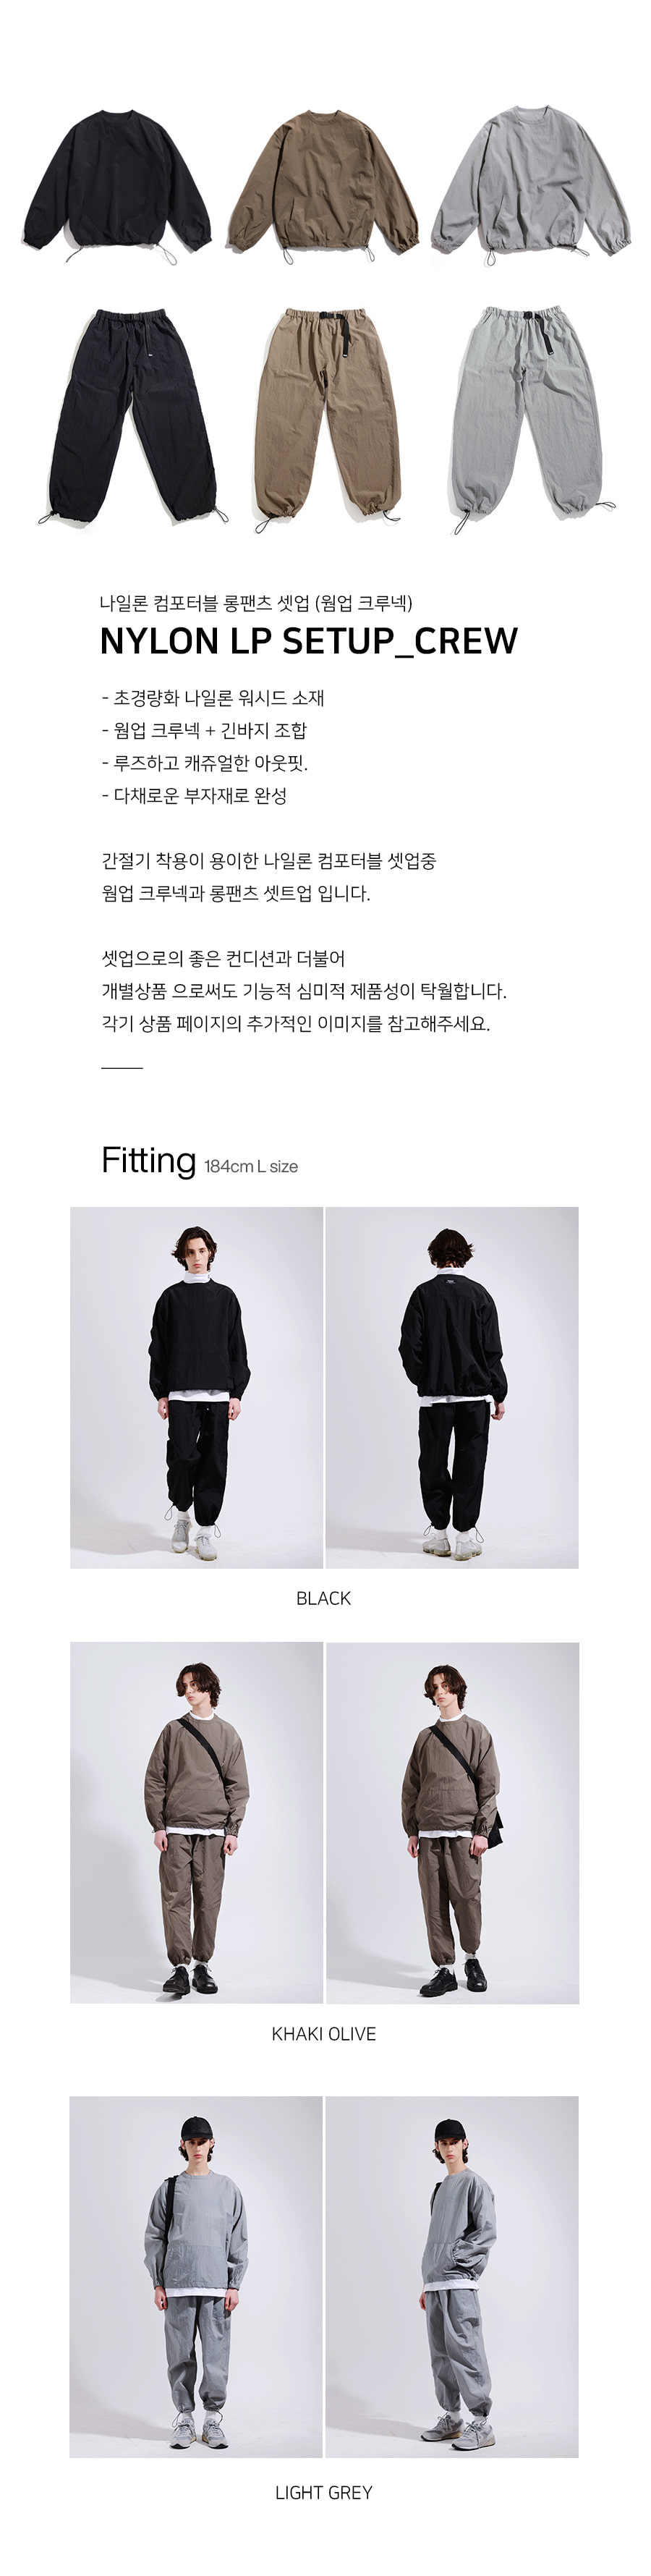 나일론 컴포터블 롱팬츠 셋업 (웜업 크루넥)
NYLON LP SETUP_CREW
- 초경량화 나일론 워시드 소재
- 웜업 크루넥 + 긴바지 조합
- 루즈하고 캐쥬얼한 아웃핏.
- 다채로운 부자재로 완성
간절기 착용이 용이한 나일론 컴포터블 셋업중
웜업 크루넥과 롱팬츠 셋트업 입니다.
셋업으로의 좋은 컨디션과 더불어
개별상품 으로써도 기능적 심미적 제품성이 탁월합니다.
각기 상품 페이지의 추가적인 이미지를 참고해주세요.
Fitting 184cm L size
BLACK
KHAKI OLIVE
LIGHT GREY